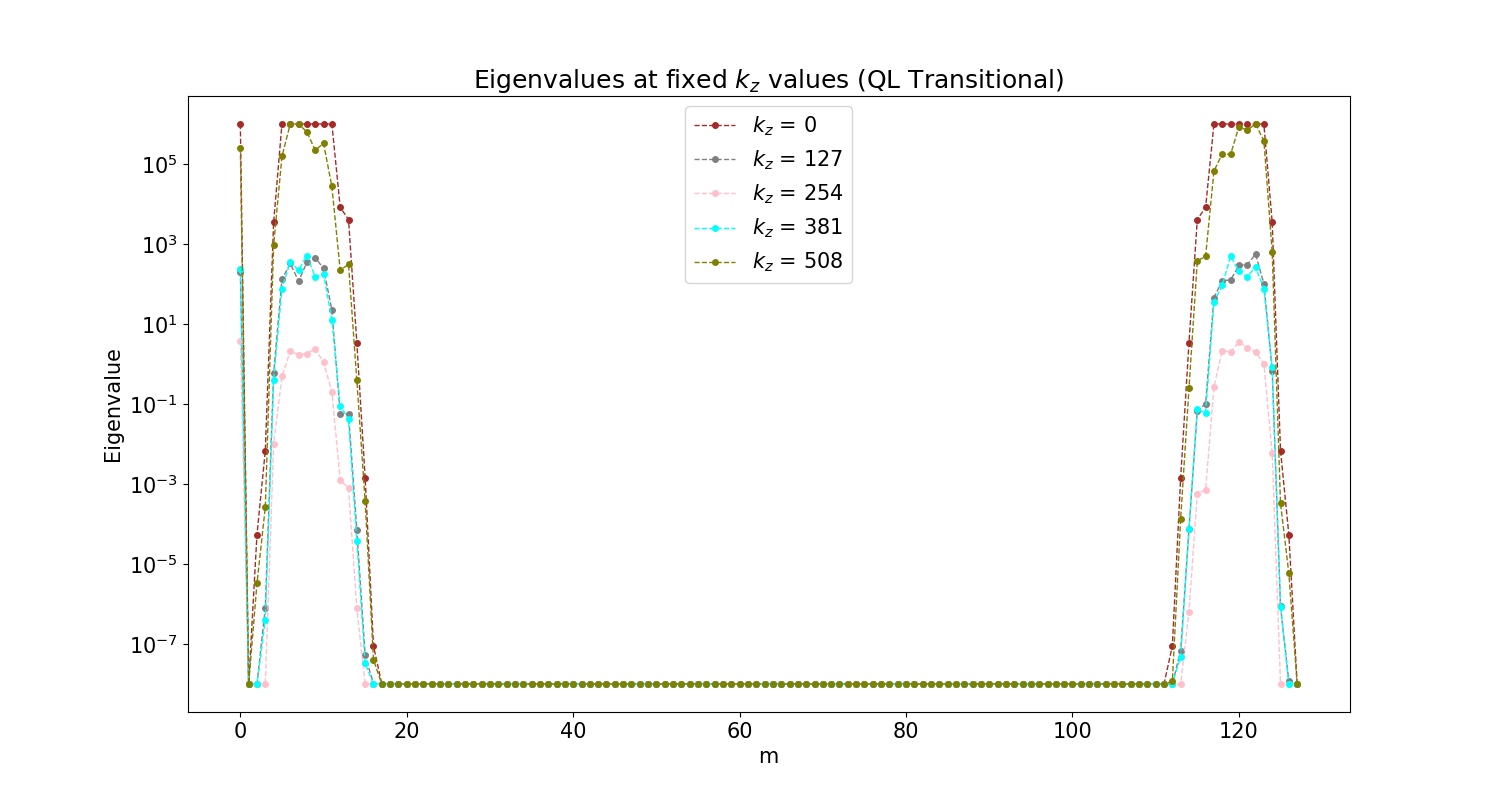 Eigenvalues at fixed $k_z$ values (QL Transitional)
$k_z$ = 0
$k_z$ = 127
$k_z$ = 254
$k_z$ = 381
$k_z$ = 508
Eigenvalue
$10^5$
$10^3$
$10^1$
$10^{-1}$
$10^{-3}$
$10^{-5}$
$10^{-7}$
0 20 40 60 80 100 120
m